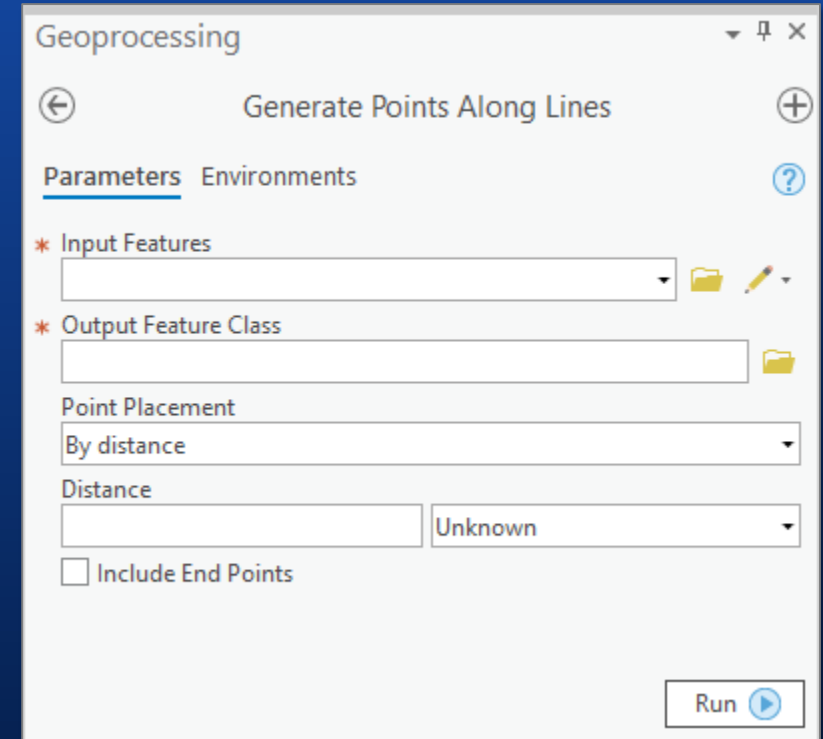 Geoprocessing
Generate Points Along Lines
Parameters Environments
* Input Features
* Output Feature Class
Point Placement
By distance
Distance
Unknown
Include End Points
Run